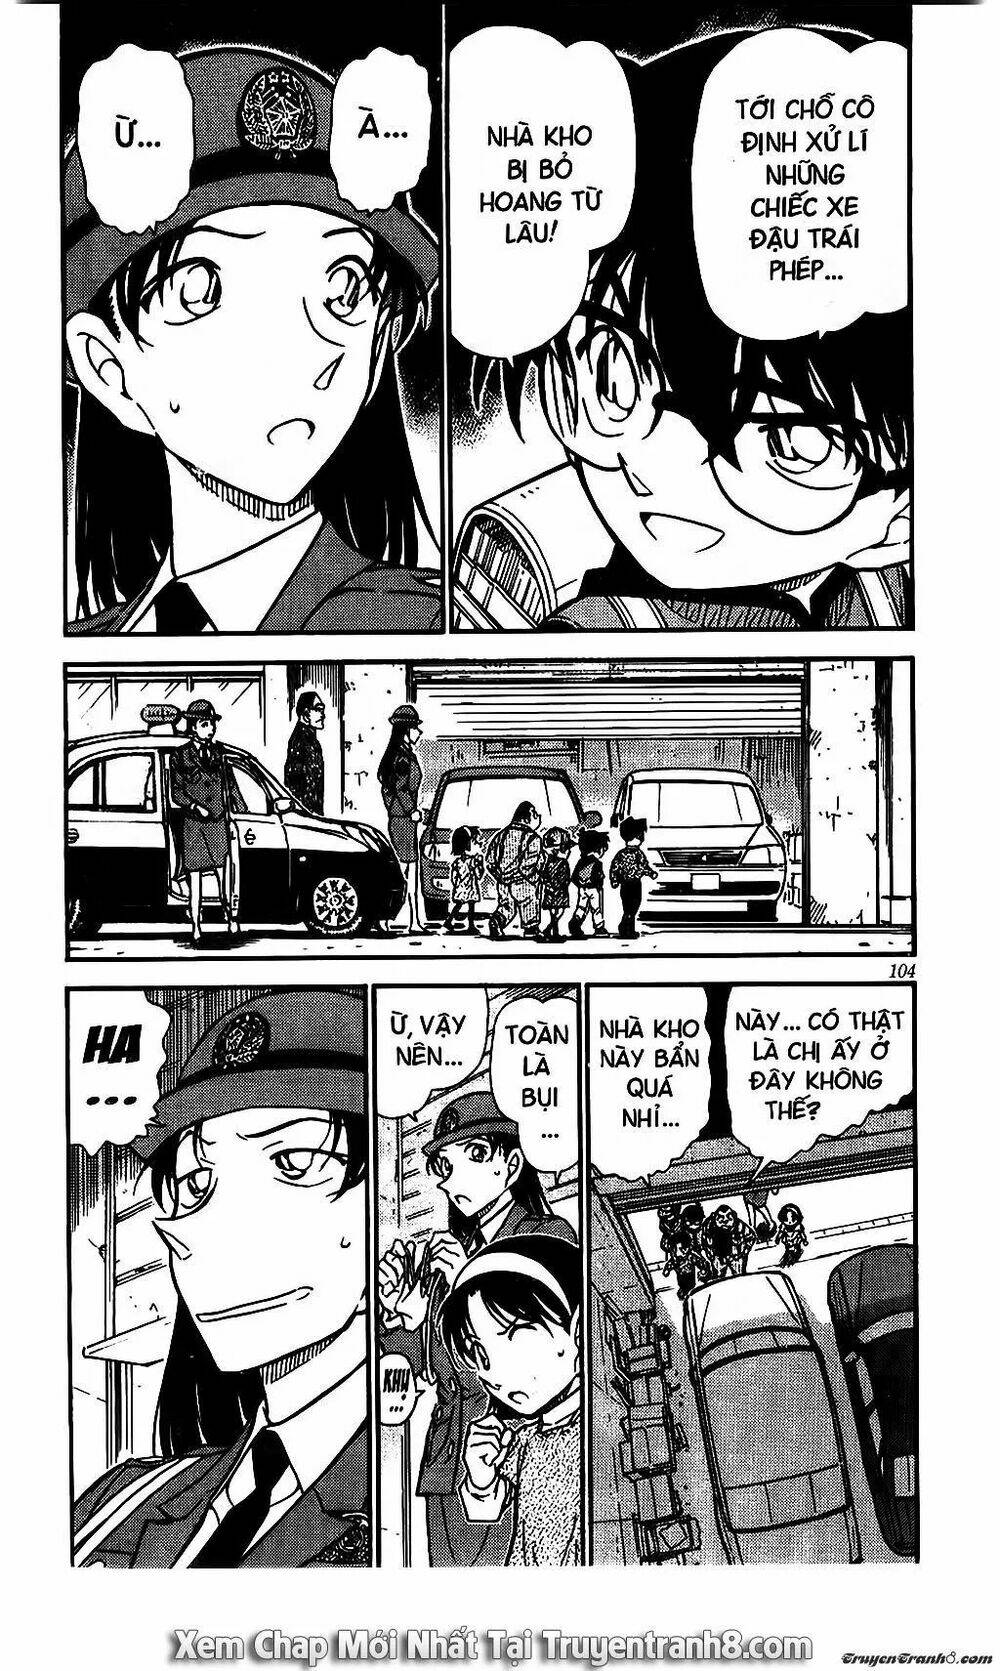 TỚI CHỖ CÔ
ĐỊNH XỬ LÍ
NHỮNG
CHIẾC XE
ĐẬU TRÁI
PHÉP...
NHÀ KHO
BỊ BỎ
HOANG TỪ
LÂU!
À...
Ừ...
104
NÀY... CÓ THẬT
LÀ CHỊ ẤY Ở
ĐÂY KHÔNG
THẾ?
NHÀ KHO
NÀY BẨN
QUÁ
NHỈ...
TOÀN
LÀ
BỤI
...
Ừ, VẬY
NÊN...
KHỤ
...
HA
...
Xem Chap Mới Nhất Tại Truyentranh8.com
TruyenTranh8.com